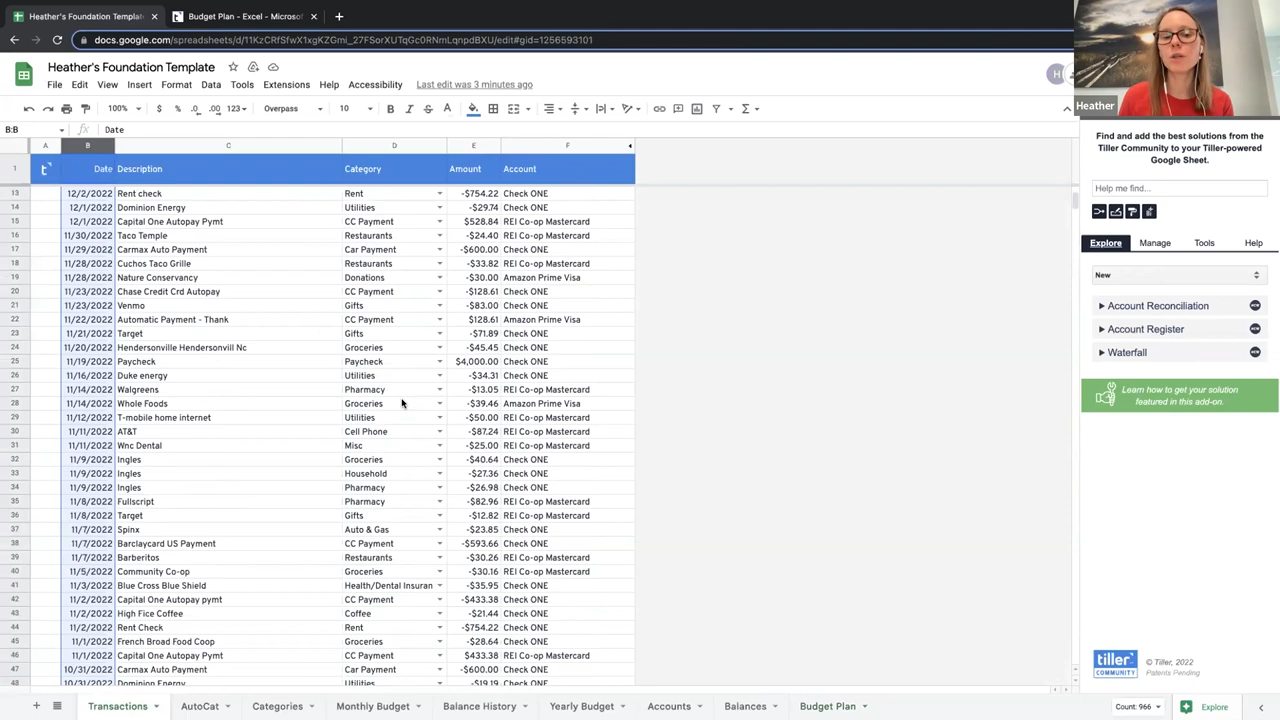 Heather's Foundation Template
Budget Plan - Excel - Microsof
docs.google.com/spreadsheets/d/11KzCRfSfwX1xgKZGmi_27FSorXUTqGc0RNmLqnpdBXU/edit#gid=1256593101
Heather's Foundation Template
File Edit View Insert Format Data Tools Extensions Help Accessibility Last edit was 3 minutes ago
100% $ % .0 .00 123 Overpass 10 B I S A Σ
B:B fx Date
A B C D E F
1 t Date Description Category Amount Account
13 12/2/2022 Rent check Rent -$754.22 Check ONE
14 12/1/2022 Dominion Energy Utilities -$29.74 Check ONE
15 12/1/2022 Capital One Autopay Pymt CC Payment $528.84 REI Co-op Mastercard
16 11/30/2022 Taco Temple Restaurants -$24.40 REI Co-op Mastercard
17 11/29/2022 Carmax Auto Payment Car Payment -$600.00 Check ONE
18 11/28/2022 Cuchos Taco Grille Restaurants -$33.82 REI Co-op Mastercard
19 11/28/2022 Nature Conservancy Donations -$30.00 Amazon Prime Visa
20 11/23/2022 Chase Credit Crd Autopay CC Payment -$128.61 Check ONE
21 11/23/2022 Venmo Gifts -$83.00 Check ONE
22 11/22/2022 Automatic Payment - Thank CC Payment $128.61 Amazon Prime Visa
23 11/21/2022 Target Gifts -$71.89 Check ONE
24 11/20/2022 Hendersonville Hendersonvill Nc Groceries -$45.45 Check ONE
25 11/19/2022 Paycheck Paycheck $4,000.00 Check ONE
26 11/16/2022 Duke energy Utilities -$34.31 Check ONE
27 11/14/2022 Walgreens Pharmacy -$13.05 REI Co-op Mastercard
28 11/14/2022 Whole Foods Groceries -$39.46 Amazon Prime Visa
29 11/12/2022 T-mobile home internet Utilities -$50.00 REI Co-op Mastercard
30 11/11/2022 AT&T Cell Phone -$87.24 REI Co-op Mastercard
31 11/11/2022 Wnc Dental Misc -$25.00 REI Co-op Mastercard
32 11/9/2022 Ingles Groceries -$40.64 Check ONE
33 11/9/2022 Ingles Household -$27.36 Check ONE
34 11/9/2022 Ingles Pharmacy -$26.98 Check ONE
35 11/8/2022 Fullscript Pharmacy -$82.96 REI Co-op Mastercard
36 11/8/2022 Target Gifts -$12.82 REI Co-op Mastercard
37 11/7/2022 Spinx Auto & Gas -$23.85 Check ONE
38 11/7/2022 Barclaycard US Payment CC Payment -$593.66 Check ONE
39 11/7/2022 Barberitos Restaurants -$30.26 REI Co-op Mastercard
40 11/5/2022 Community Co-op Groceries -$30.16 REI Co-op Mastercard
41 11/3/2022 Blue Cross Blue Shield Health/Dental Insuran -$35.95 Check ONE
42 11/2/2022 Capital One Autopay pymt CC Payment -$433.38 Check ONE
43 11/2/2022 High Fice Coffee Coffee -$21.44 Check ONE
44 11/2/2022 Rent Check Rent -$754.22 Check ONE
45 11/1/2022 French Broad Food Coop Groceries -$28.64 Check ONE
46 11/1/2022 Capital One Autopay Pymt CC Payment $433.38 REI Co-op Mastercard
47 10/31/2022 Carmax Auto Payment Car Payment -$600.00 Check ONE
48 10/31/2022 Dominion Energy Utilities -$19.19 Check ONE
Transactions AutoCat Categories Monthly Budget Balance History Yearly Budget Accounts Balances Budget Plan Count: 966 Explore
H
Heather
Find and add the best solutions from the
Tiller Community to your Tiller-powered
Google Sheet.
Help me find...
Explore Manage Tools Help
New
Account Reconciliation NEW
Account Register NEW
Waterfall NEW
Learn how to get your solution
featured in this add-on.
tiller
COMMUNITY
© Tiller, 2022
Patents Pending